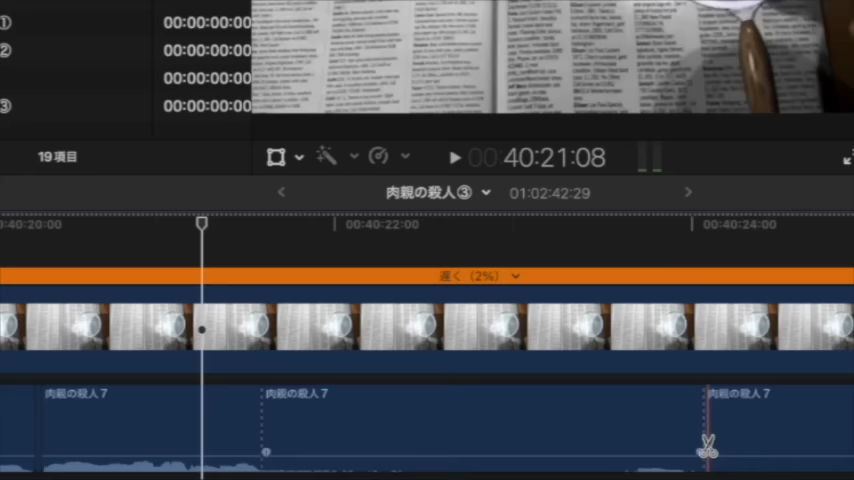 ① 00:00:00:00
② 00:00:00:00
00:00:00:00
③ 00:00:00:00
19項目
00 40:21:08
肉親の殺人③
01:02:42:29
0:40:20:00
00:40:22:00
00:40:24:00
遅く（2%）
肉親の殺人７
肉親の殺人７
肉親の殺人７